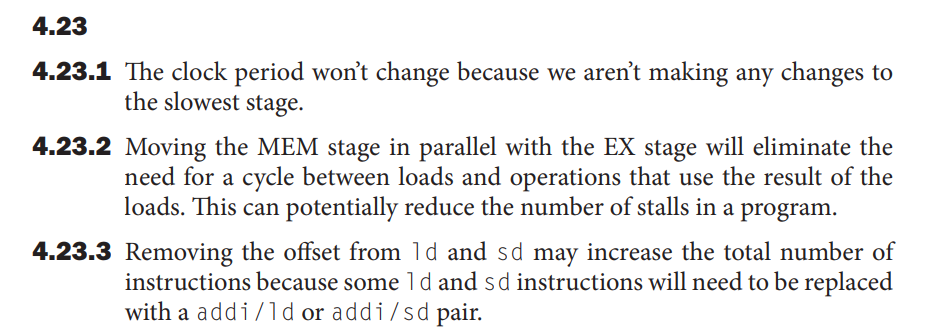 4.23
4.23.1 The clock period won’t change because we aren’t making any changes to
the slowest stage.
4.23.2 Moving the MEM stage in parallel with the EX stage will eliminate the
need for a cycle between loads and operations that use the result of the
loads. This can potentially reduce the number of stalls in a program.
4.23.3 Removing the offset from ld and sd may increase the total number of
instructions because some ld and sd instructions will need to be replaced
with a addi/ld or addi/sd pair.